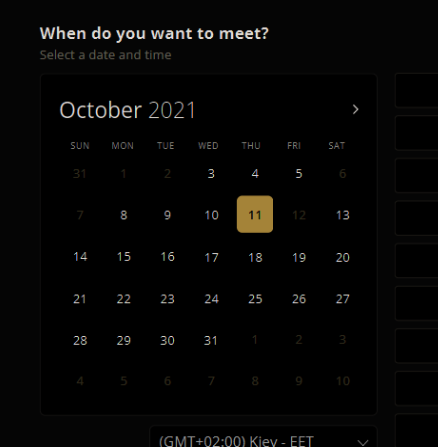 When do you want to meet?
Select a date and time
October 2021
SUN MON TUE WED THU FRI SAT
31 1 2 3 4 5 6
7 8 9 10 11 12 13
14 15 16 17 18 19 20
21 22 23 24 25 26 27
28 29 30 31 1 2 3
4 5 6 7 8 9 10
(GMT+02:00) Kiev - EET